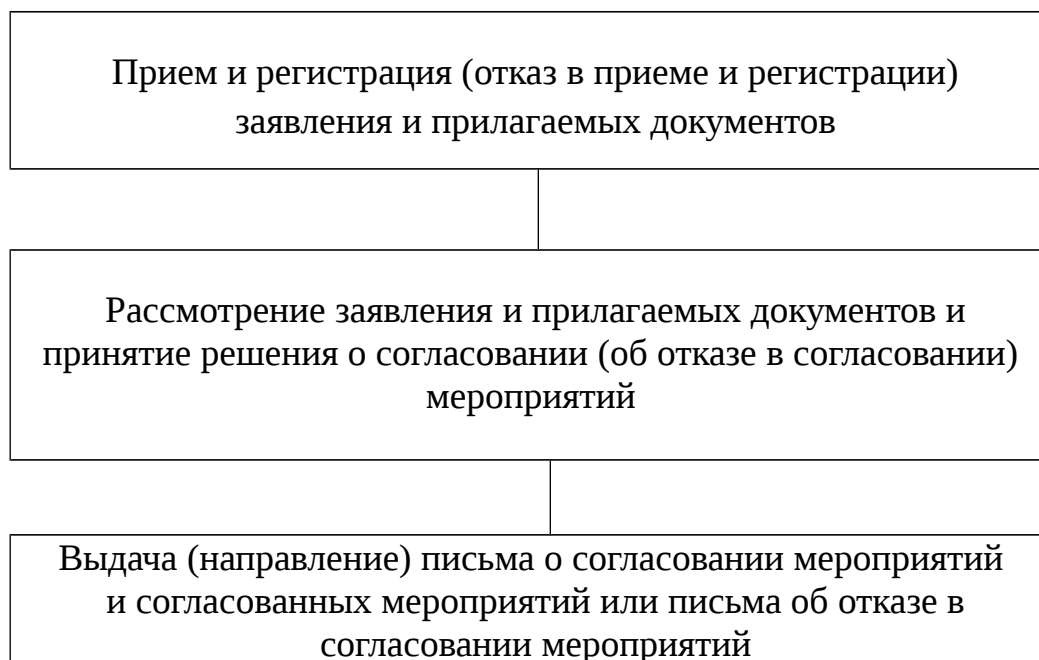 Прием и регистрация (отказ в приеме и регистрации)
заявления и прилагаемых документов
Рассмотрение заявления и прилагаемых документов и
принятие решения о согласовании (об отказе в согласовании)
мероприятий
Выдача (направление) письма о согласовании мероприятий
и согласованных мероприятий или письма об отказе в
согласовании мероприятий